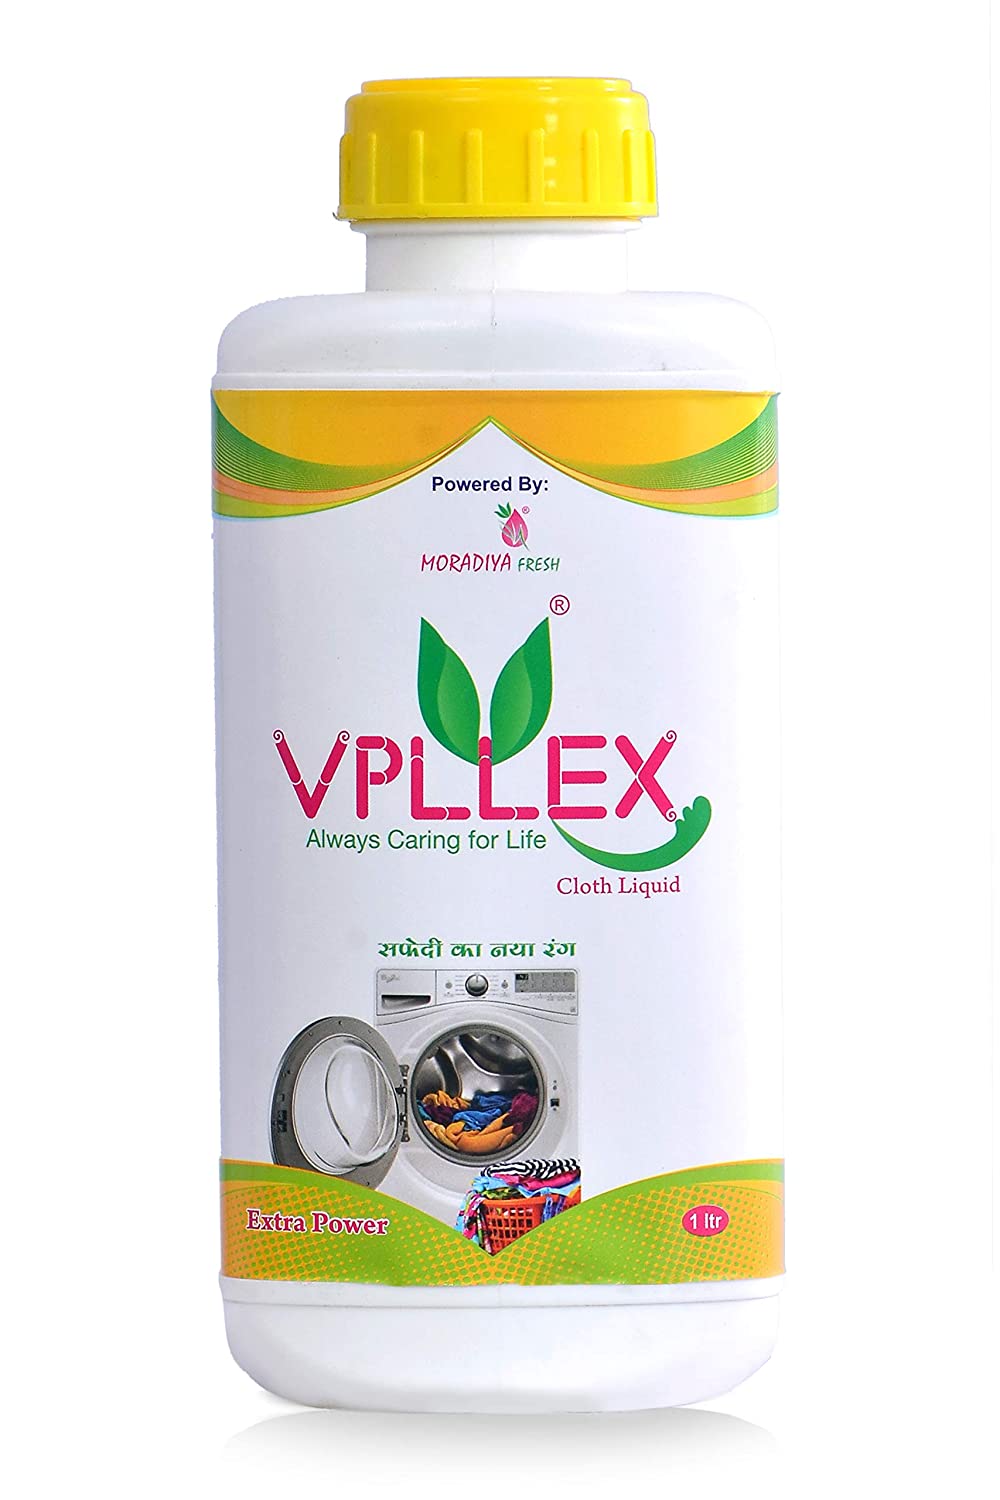 Powered By:
®
MORADIYA FRESH
®
VPLLEX
Always Caring for Life
Cloth Liquid
सफेदी का नया रंग
Extra Power
1 ltr